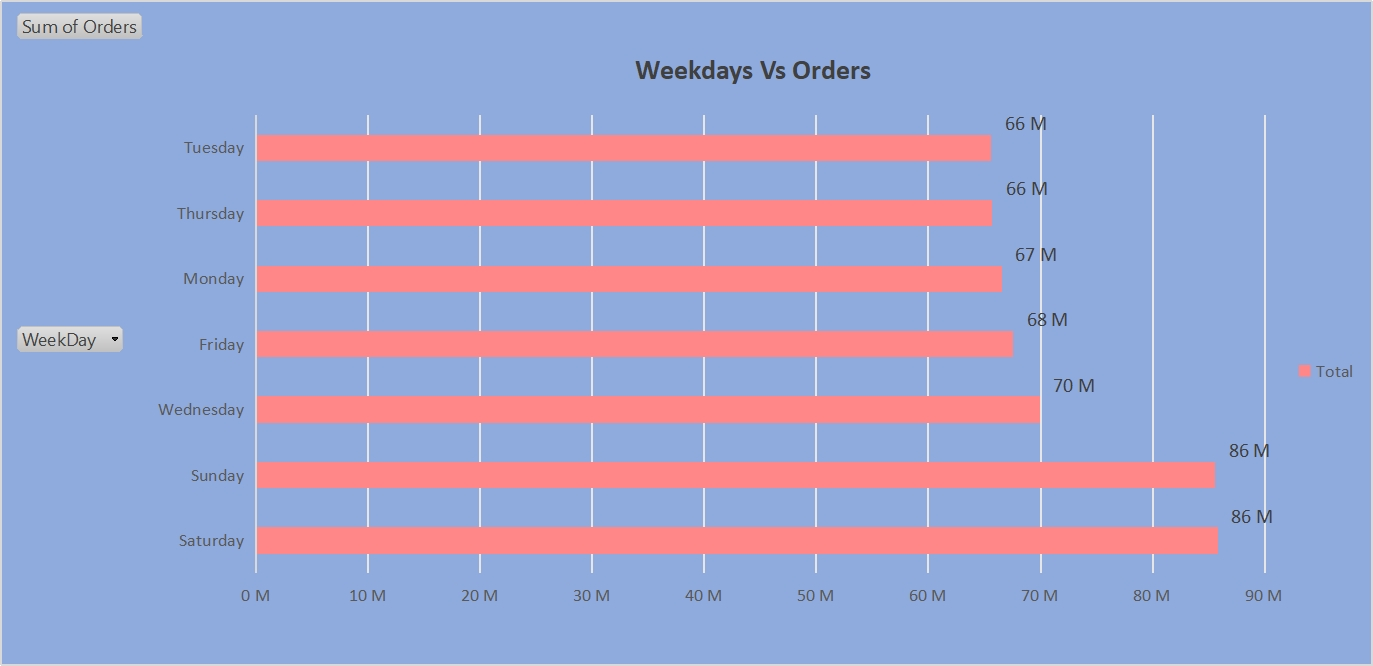 Sum of Orders
Weekdays Vs Orders
Tuesday 66 M
Thursday 66 M
Monday 67 M
Friday 68 M
WeekDay
Total
Wednesday 70 M
Sunday 86 M
Saturday 86 M
0 M 10 M 20 M 30 M 40 M 50 M 60 M 70 M 80 M 90 M